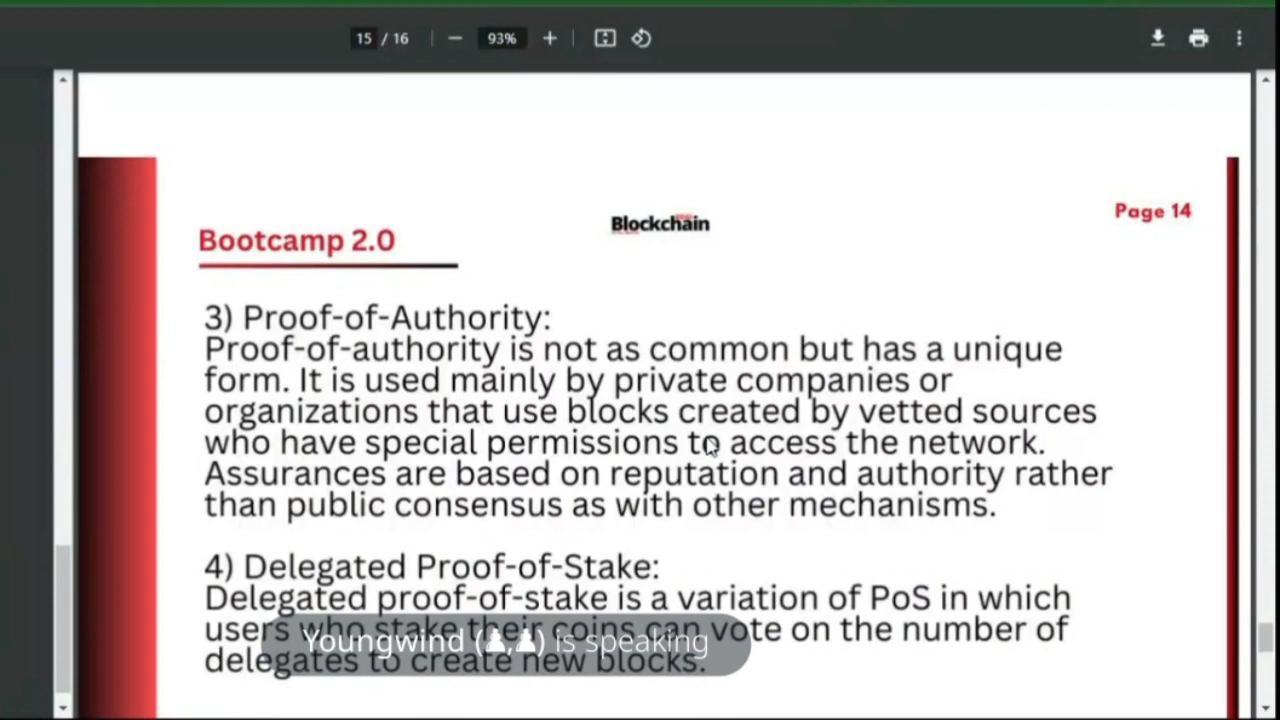 15 / 16
93%
Page 14
Blockchain
Bootcamp 2.0
3) Proof-of-Authority:
Proof-of-authority is not as common but has a unique
form. It is used mainly by private companies or
organizations that use blocks created by vetted sources
who have special permissions to access the network.
Assurances are based on reputation and authority rather
than public consensus as with other mechanisms.
4) Delegated Proof-of-Stake:
Delegated proof-of-stake is a variation of PoS in which
users who stake their coins can vote on the number of
delegates to create new blocks.
Youngwind (♟,♟) is speaking